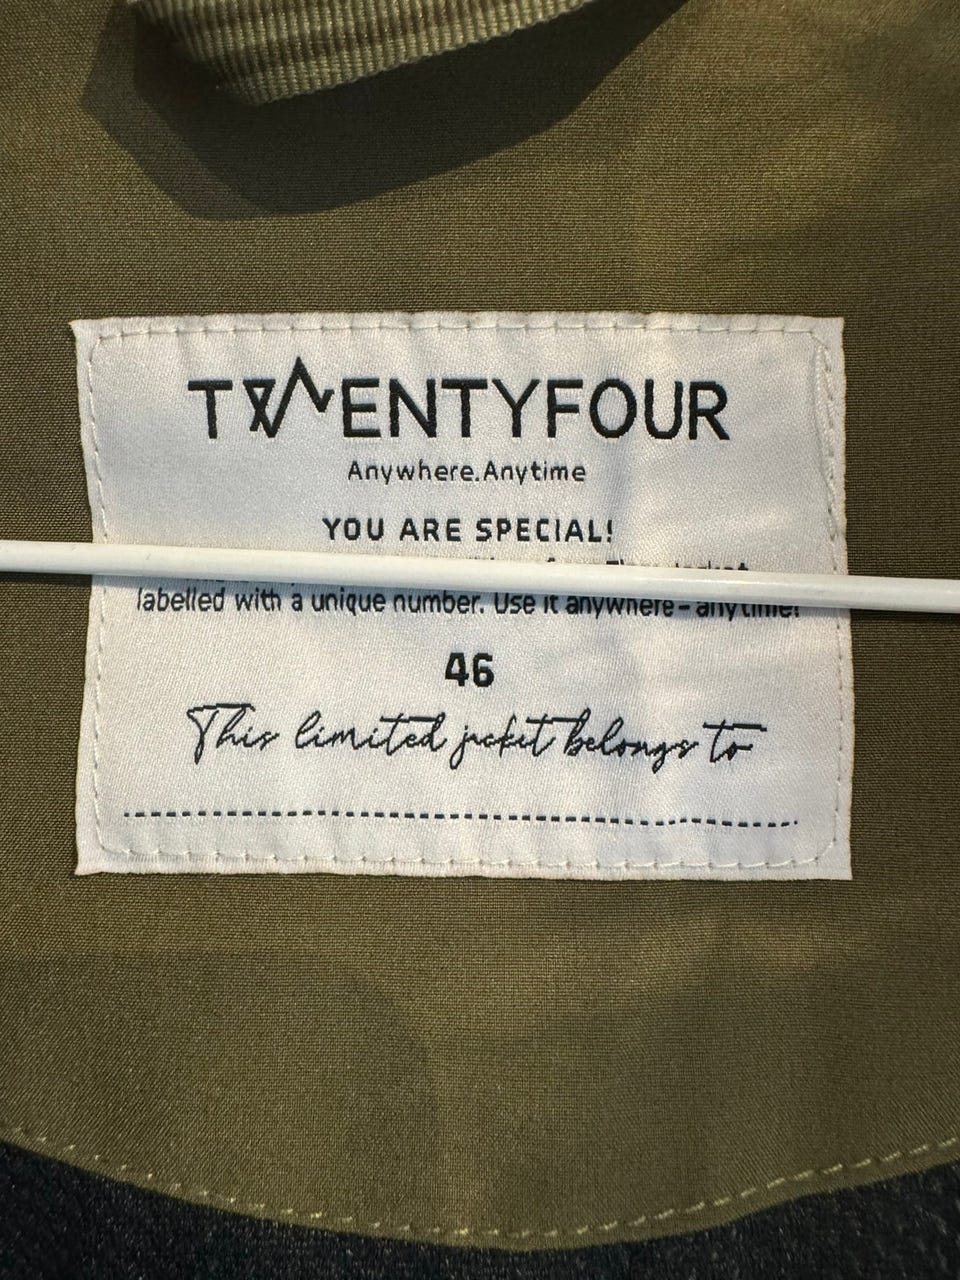 TWENTYFOUR
Anywhere.Anytime
YOU ARE SPECIAL!
labelled with a unique number. Use it anywhere - anytime!
46
This limited jacket belongs to